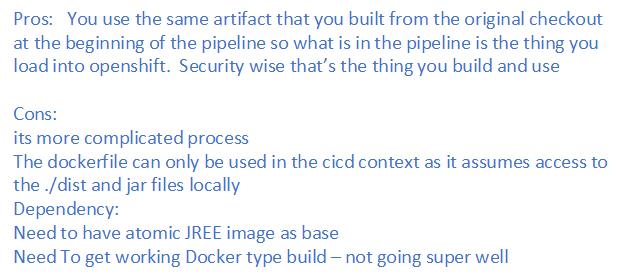 Pros:   You use the same artifact that you built from the original checkout
at the beginning of the pipeline so what is in the pipeline is the thing you
load into openshift.  Security wise that’s the thing you build and use
Cons:
its more complicated process
The dockerfile can only be used in the cicd context as it assumes access to
the ./dist and jar files locally
Dependency:
Need to have atomic JREE image as base
Need To get working Docker type build – not going super well